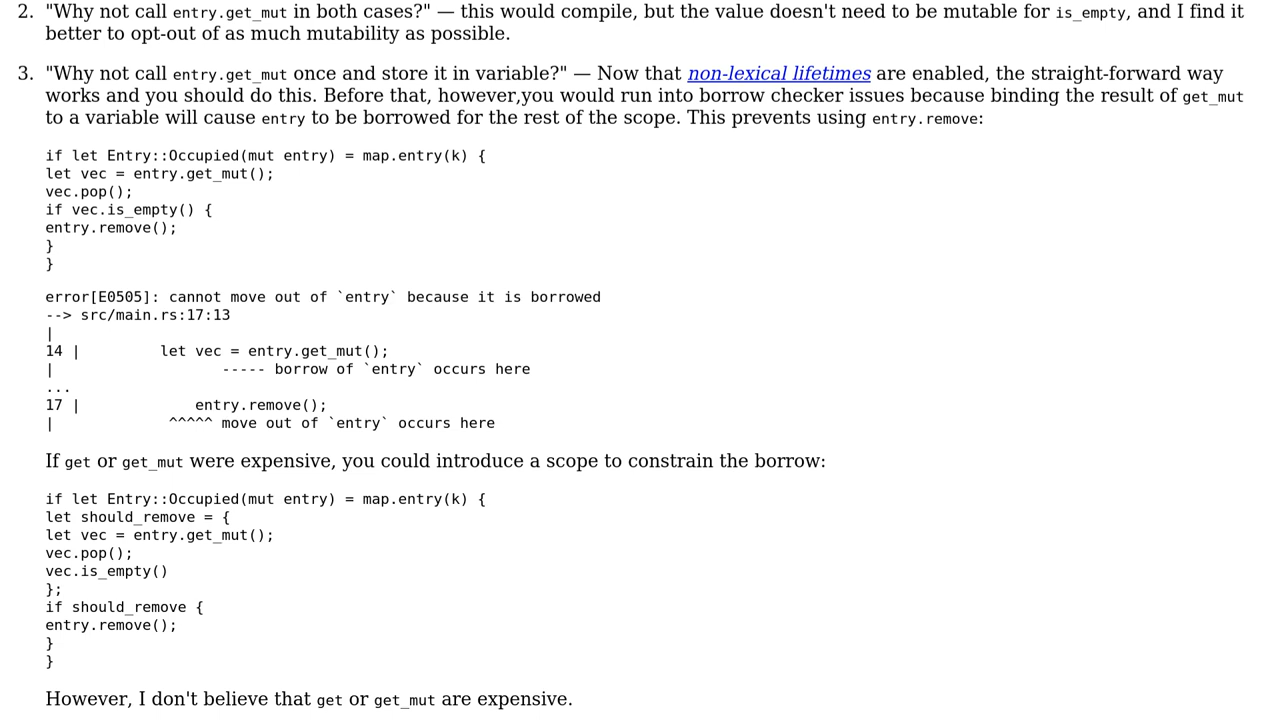 2. "Why not call entry.get_mut in both cases?" — this would compile, but the value doesn't need to be mutable for is_empty, and I find it
better to opt-out of as much mutability as possible.
3. "Why not call entry.get_mut once and store it in variable?" — Now that non-lexical lifetimes are enabled, the straight-forward way
works and you should do this. Before that, however,you would run into borrow checker issues because binding the result of get_mut
to a variable will cause entry to be borrowed for the rest of the scope. This prevents using entry.remove:
if let Entry::Occupied(mut entry) = map.entry(k) {
let vec = entry.get_mut();
vec.pop();
if vec.is_empty() {
entry.remove();
}
}
error[E0505]: cannot move out of `entry` because it is borrowed
--> src/main.rs:17:13
|
14 |         let vec = entry.get_mut();
|                   ----- borrow of `entry` occurs here
...
17 |             entry.remove();
|             ^^^^^ move out of `entry` occurs here
If get or get_mut were expensive, you could introduce a scope to constrain the borrow:
if let Entry::Occupied(mut entry) = map.entry(k) {
let should_remove = {
let vec = entry.get_mut();
vec.pop();
vec.is_empty()
};
if should_remove {
entry.remove();
}
}
However, I don't believe that get or get_mut are expensive.